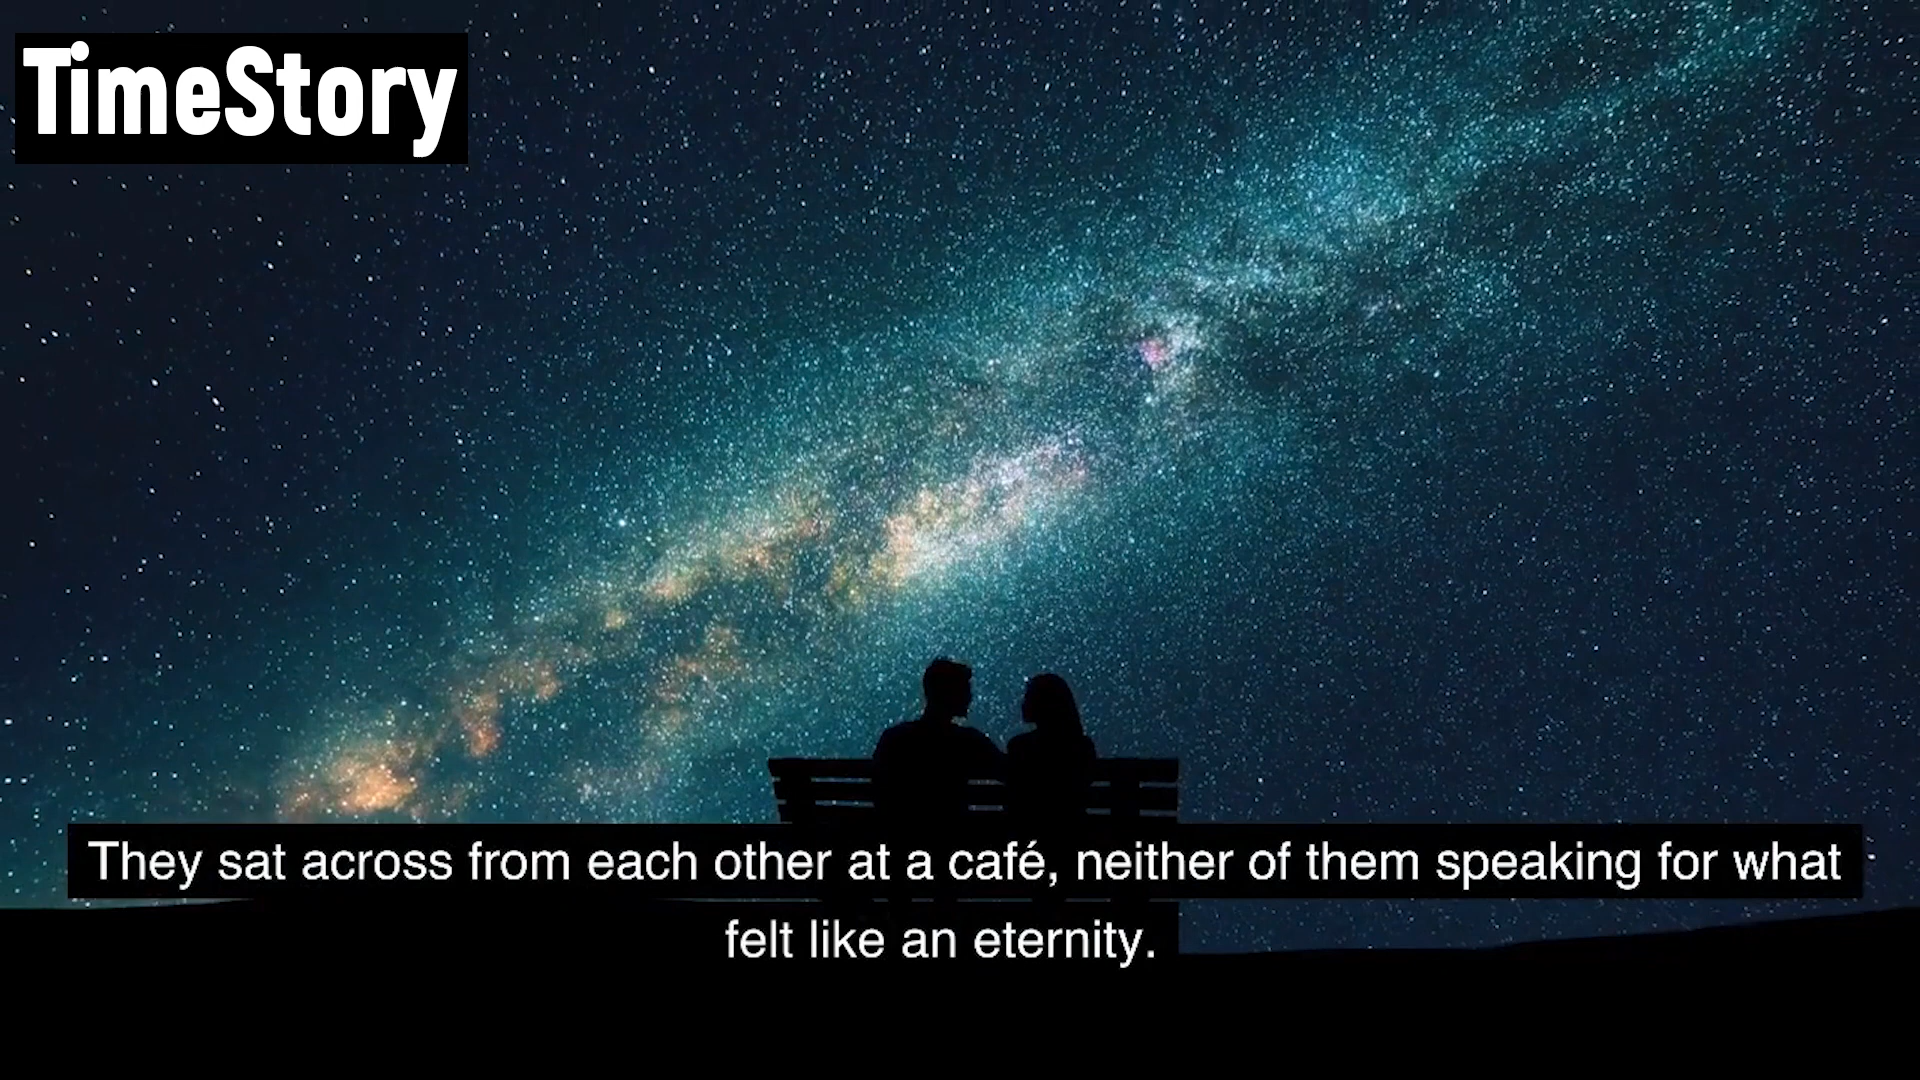 TimeStory
They sat across from each other at a café, neither of them speaking for what
felt like an eternity.